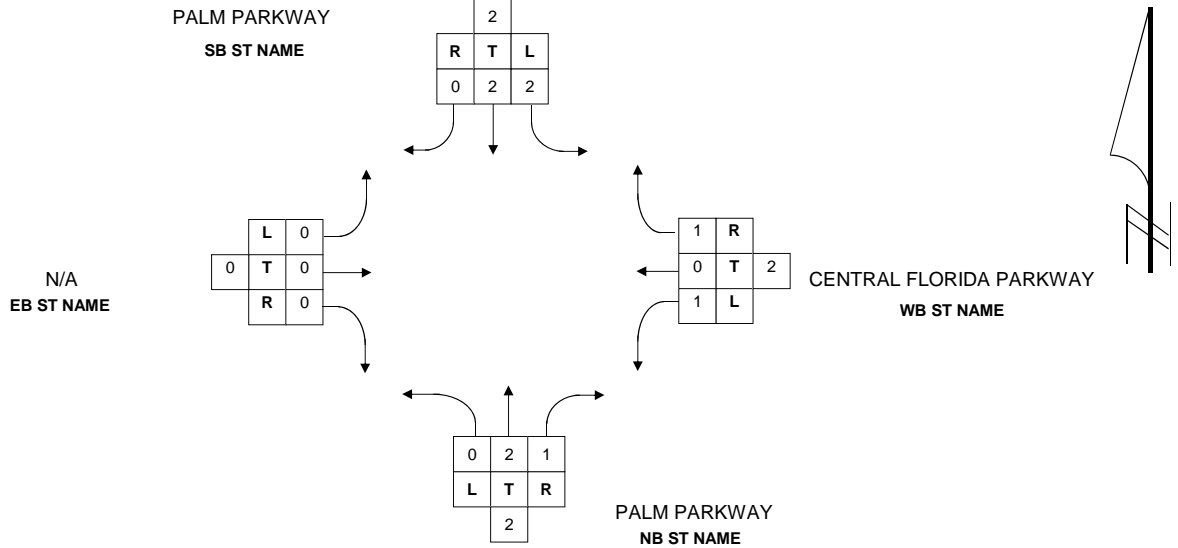 PALM PARKWAY
SB ST NAME
2
R T L
0 2 2
L 0
0 T 0
R 0
N/A
EB ST NAME
1 R
0 T 2
1 L
CENTRAL FLORIDA PARKWAY
WB ST NAME
0 2 1
L T R
2
PALM PARKWAY
NB ST NAME
N